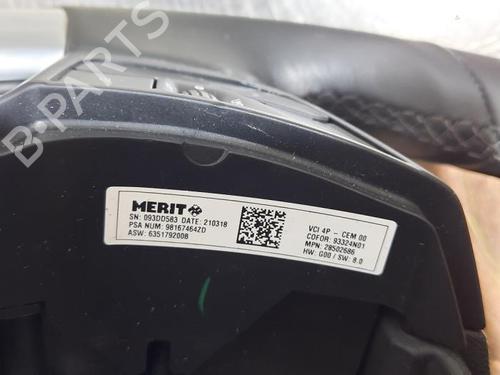 B-PARTS
MERIT
SN: 093DD583 DATE: 210318
PSA NUM: 98167464ZD
ASW: 6351792008
VCI 4P - CEM 00
COFOR: 93324N01
MPN: 28502686
HW: G00 / SW: 8.0